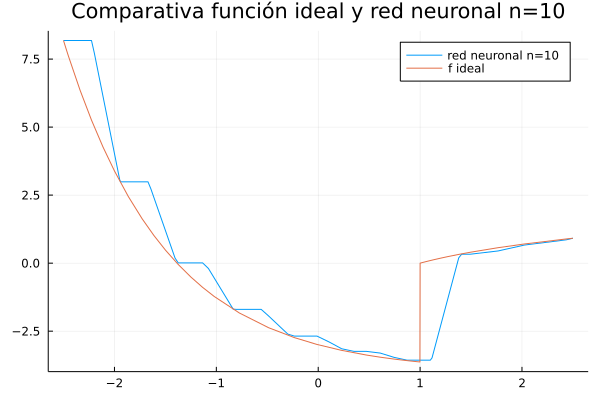 Comparativa función ideal y red neuronal n=10
red neuronal n=10
f ideal
7.5
5.0
2.5
0.0
−2.5
−2 −1 0 1 2